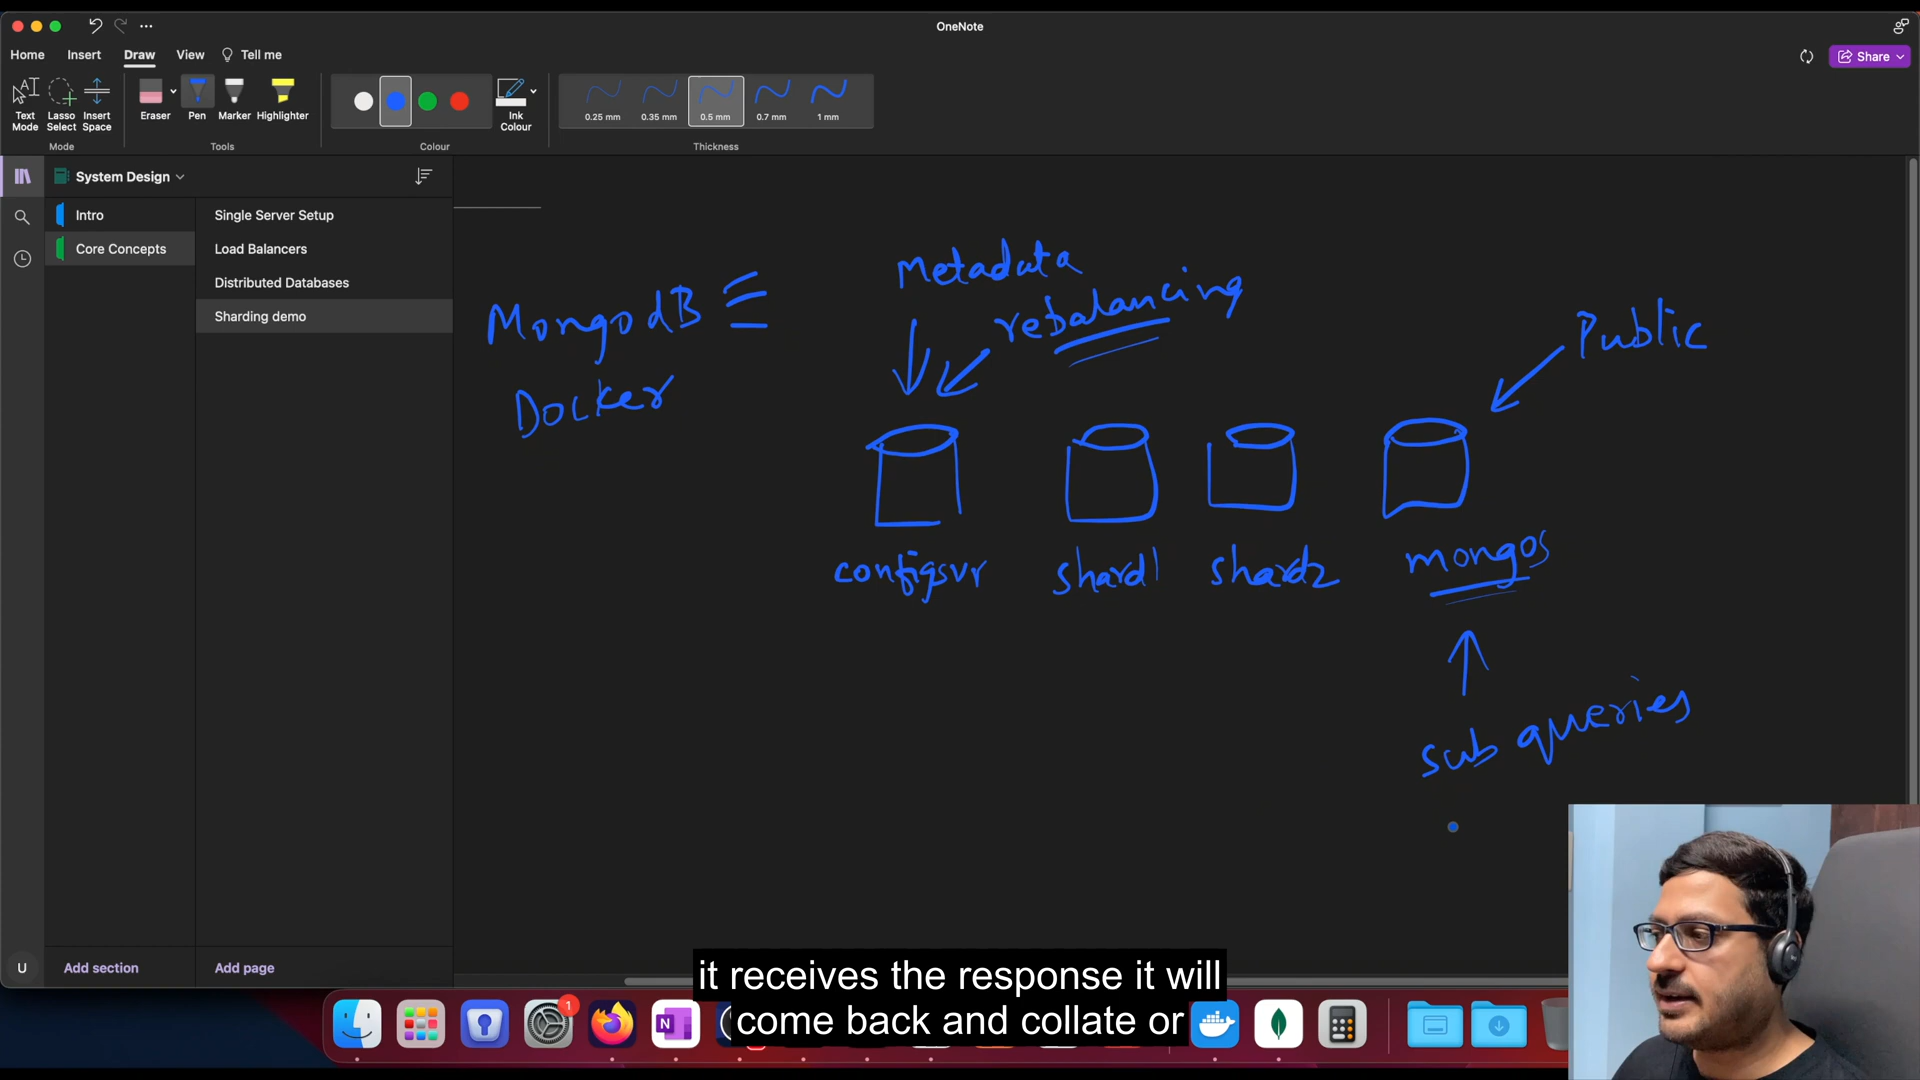 OneNote
Home Insert Draw View Tell me
Share
Text Mode
Lasso Select
Insert Space
Eraser
Pen
Marker
Highlighter
Ink Colour
0.25 mm
0.35 mm
0.5 mm
0.7 mm
1 mm
Mode
Tools
Colour
Thickness
System Design
Intro
Core Concepts
Single Server Setup
Load Balancers
Distributed Databases
Sharding demo
MongodB
Docker
Metadata
rebalancing
Public
configsvr
shard1
shard2
mongos
sub queries
U
Add section
Add page
it receives the response it will
come back and collate or
1
N